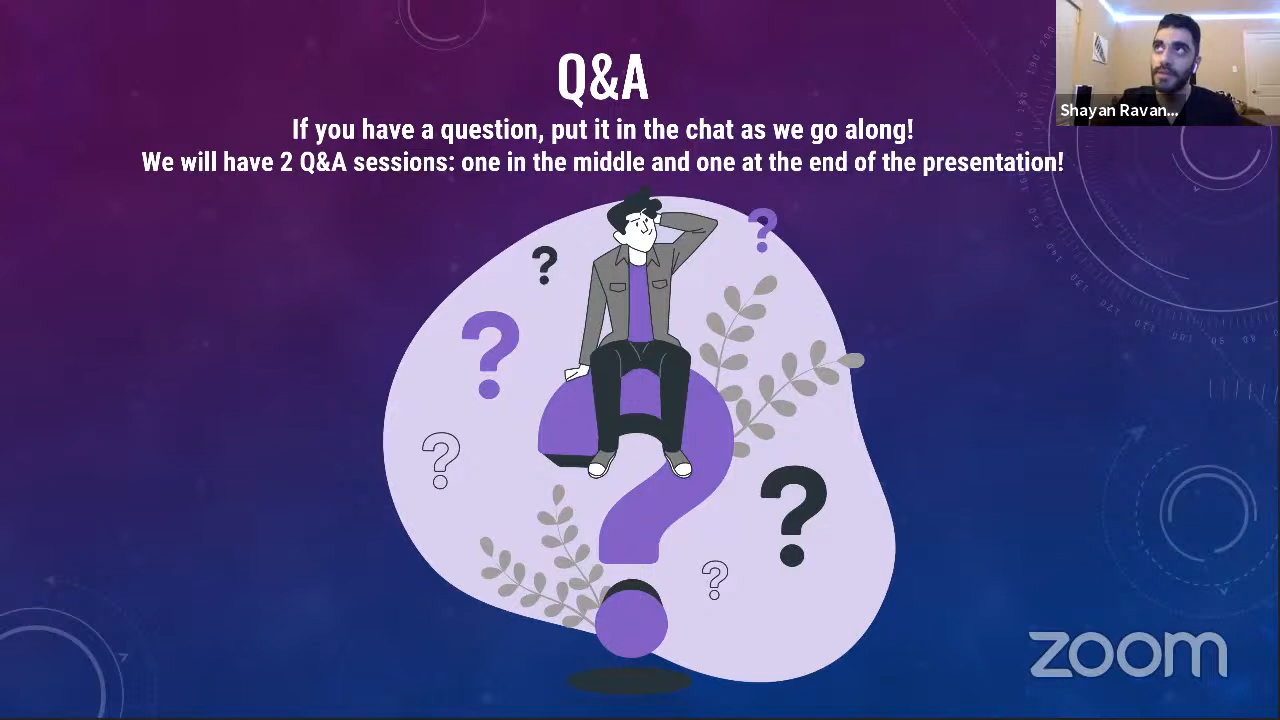 Q&A
If you have a question, put it in the chat as we go along!
We will have 2 Q&A sessions: one in the middle and one at the end of the presentation!
Shayan Ravan...
?
?
?
?
?
?
?
zoom